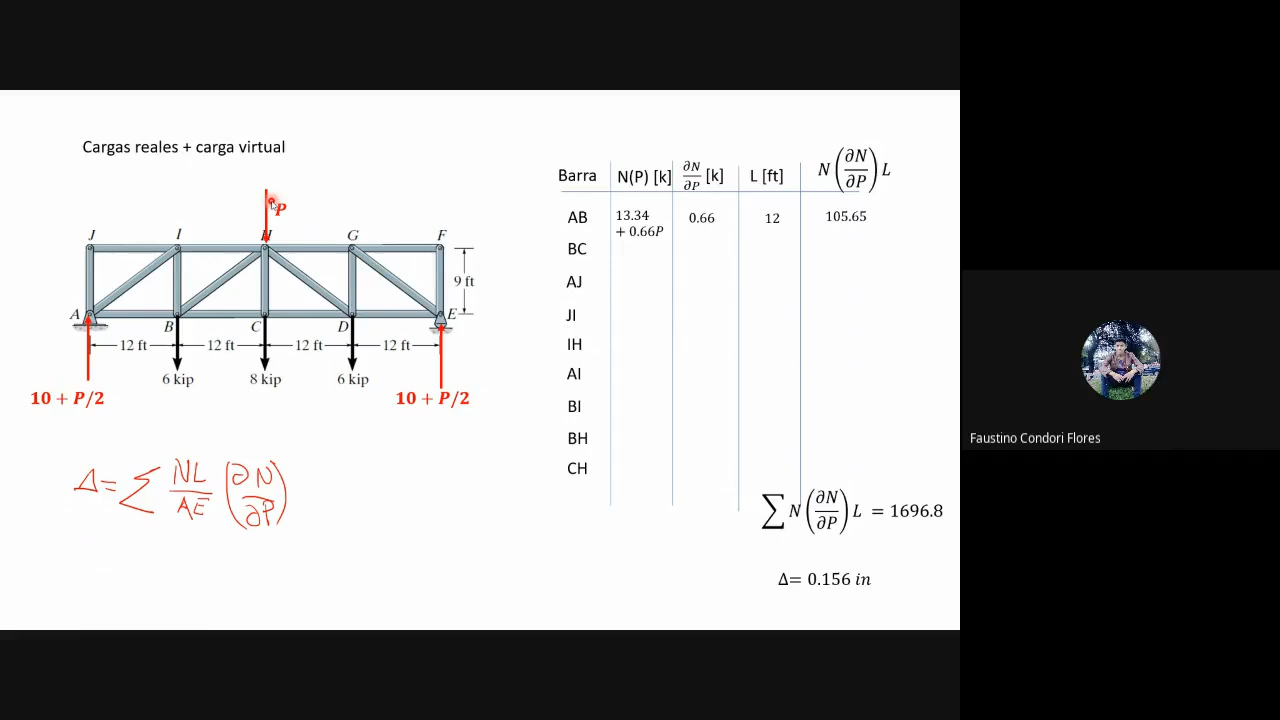 Cargas reales + carga virtual
P
J I H G F
9 ft
A B C D E
12 ft 12 ft 12 ft 12 ft
6 kip 8 kip 6 kip
10 + P/2 10 + P/2
Δ= Σ NL/AE (∂N/∂P)
Barra N(P) [k] ∂N/∂P [k] L [ft] N(∂N/∂P)L
AB 13.34 + 0.66P 0.66 12 105.65
BC
AJ
JI
IH
AI
BI
BH
CH
∑ N(∂N/∂P)L = 1696.8
Δ= 0.156 in
Faustino Condori Flores